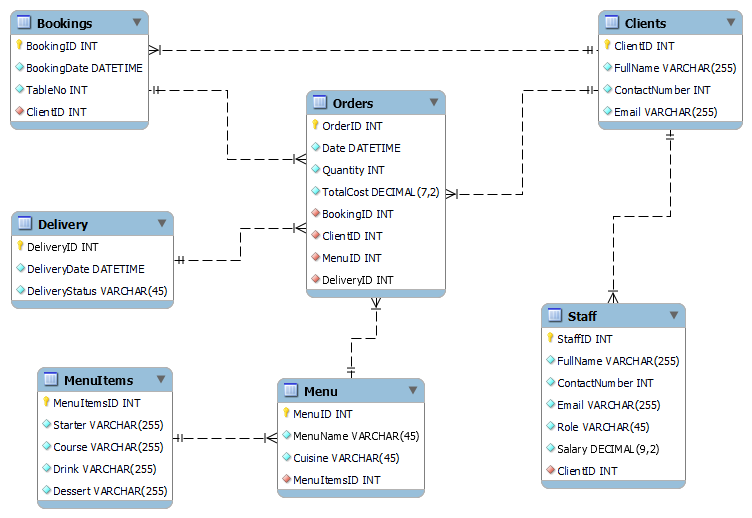 Bookings
BookingID INT
BookingDate DATETIME
TableNo INT
ClientID INT
Clients
ClientID INT
FullName VARCHAR(255)
ContactNumber INT
Email VARCHAR(255)
Orders
OrderID INT
Date DATETIME
Quantity INT
TotalCost DECIMAL(7,2)
BookingID INT
ClientID INT
MenuID INT
DeliveryID INT
Delivery
DeliveryID INT
DeliveryDate DATETIME
DeliveryStatus VARCHAR(45)
Staff
StaffID INT
FullName VARCHAR(255)
ContactNumber INT
Email VARCHAR(255)
Role VARCHAR(45)
Salary DECIMAL(9,2)
ClientID INT
MenuItems
MenuItemsID INT
Starter VARCHAR(255)
Course VARCHAR(255)
Drink VARCHAR(255)
Dessert VARCHAR(255)
Menu
MenuID INT
MenuName VARCHAR(45)
Cuisine VARCHAR(45)
MenuItemsID INT